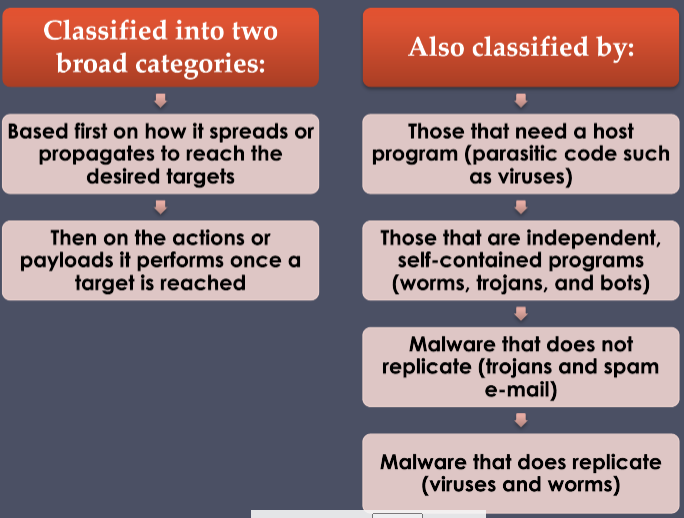 Classified into two
broad categories:
Based first on how it spreads or
propagates to reach the
desired targets
Then on the actions or
payloads it performs once a
target is reached
Also classified by:
Those that need a host
program (parasitic code such
as viruses)
Those that are independent,
self-contained programs
(worms, trojans, and bots)
Malware that does not
replicate (trojans and spam
e-mail)
Malware that does replicate
(viruses and worms)